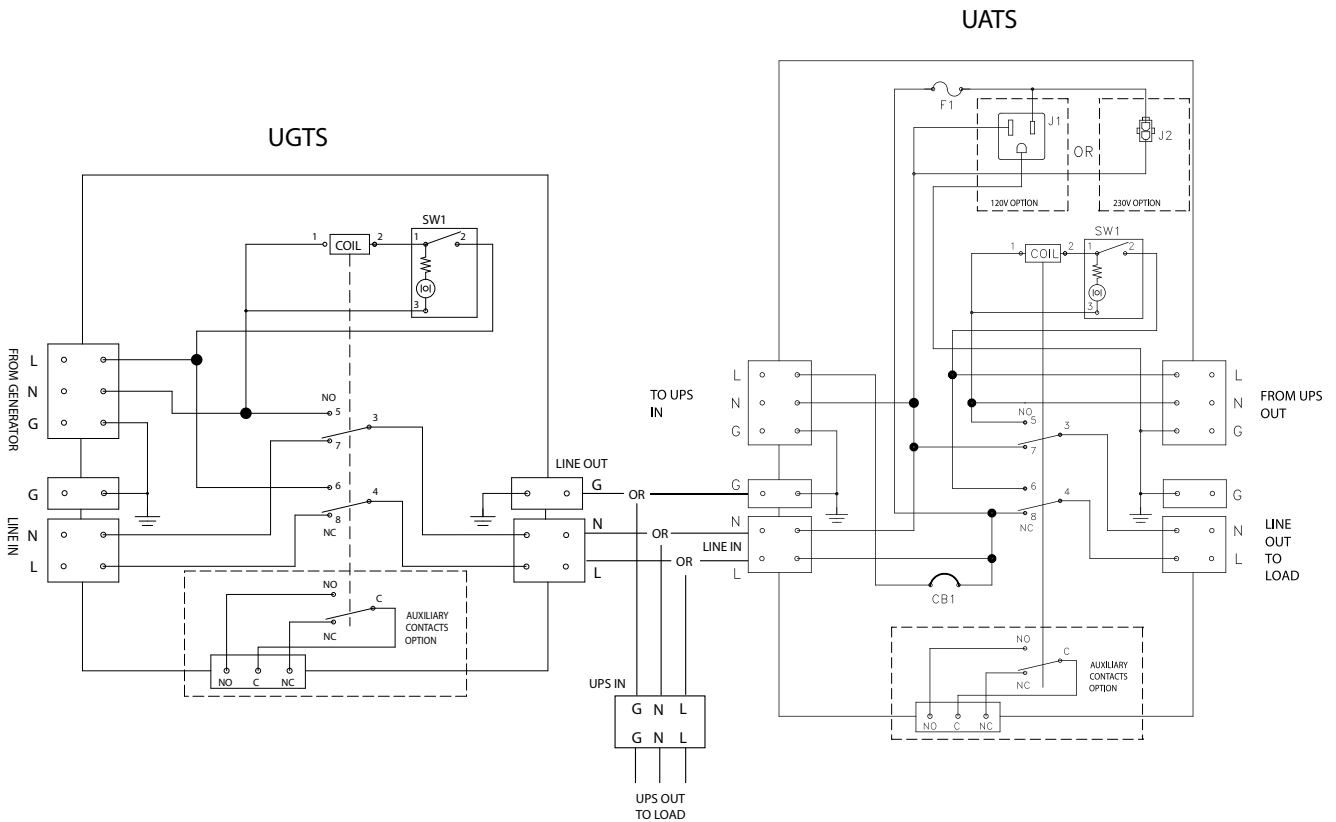 UATS
UGTS
F1
J1
OR
J2
120V OPTION
230V OPTION
SW1
1
COIL
2
1
2
3
SW1
1
COIL
2
1
2
3
FROM GENERATOR
L
N
G
NO
5
3
7
6
4
8
NC
G
LINE IN
N
L
LINE OUT
G
OR
N
OR
L
OR
NO
C
NC
AUXILIARY
CONTACTS
OPTION
NO
C
NC
TO UPS
IN
L
N
G
G
N
LINE IN
L
NO
5
3
7
6
4
8
NC
CB1
L
N
G
FROM UPS
OUT
G
N
L
LINE
OUT
TO
LOAD
NO
C
NC
AUXILIARY
CONTACTS
OPTION
NO
C
NC
UPS IN
G N L
G N L
UPS OUT
TO LOAD